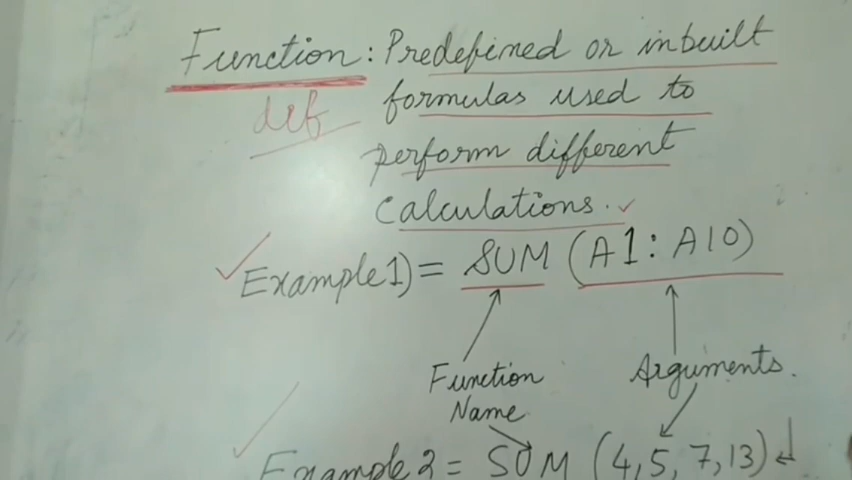 Function: Predefined or inbuilt
def formulas used to
perform different
Calculations.
Example 1) = SUM (A1: A10)
Function Arguments.
Name
Example 2 = SUM (4, 5, 7, 13)